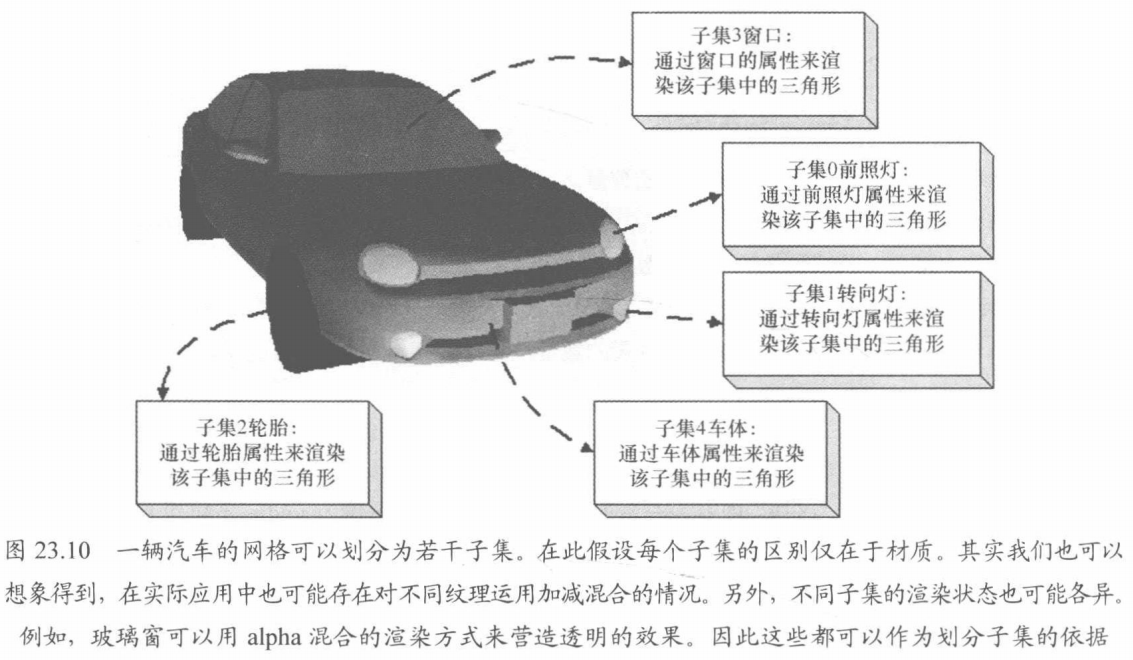 子集3窗口：
通过窗口的属性来渲
染该子集中的三角形
子集0前照灯：
通过前照灯属性来渲
染该子集中的三角形
子集1转向灯：
通过转向灯属性来渲
染该子集中的三角形
子集2轮胎：
通过轮胎属性来渲染
该子集中的三角形
子集4车体：
通过车体属性来渲染
该子集中的三角形
图 23.10 一辆汽车的网格可以划分为若干子集。在此假设每个子集的区别仅在于材质。其实我们也可以
想象得到，在实际应用中也可能存在对不同纹理运用加减混合的情况。另外，不同子集的渲染状态也可能各异。
例如，玻璃窗可以用 alpha 混合的渲染方式来营造透明的效果。因此这些都可以作为划分子集的依据